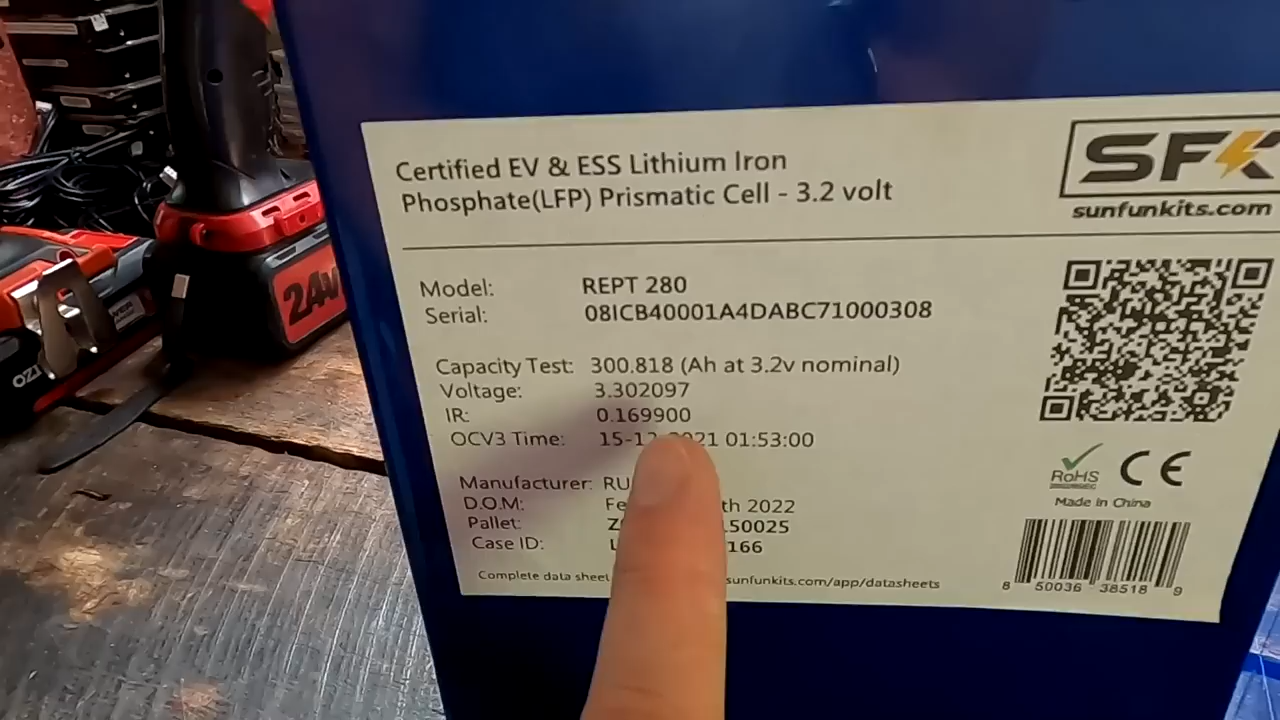 Certified EV & ESS Lithium Iron
Phosphate(LFP) Prismatic Cell - 3.2 volt
SFK
sunfunkits.com
Model: REPT 280
Serial: 08ICB40001A4DABC71000308
Capacity Test: 300.818 (Ah at 3.2v nominal)
Voltage: 3.302097
IR: 0.169900
OCV3 Time: 15-12-2021 01:53:00
Manufacturer:
D.O.M: 2022
Pallet:
Case ID:
Complete data sheet sunfunkits.com/app/datasheets
RoHS
CE
Made in China
8 50036 38518 9
24V